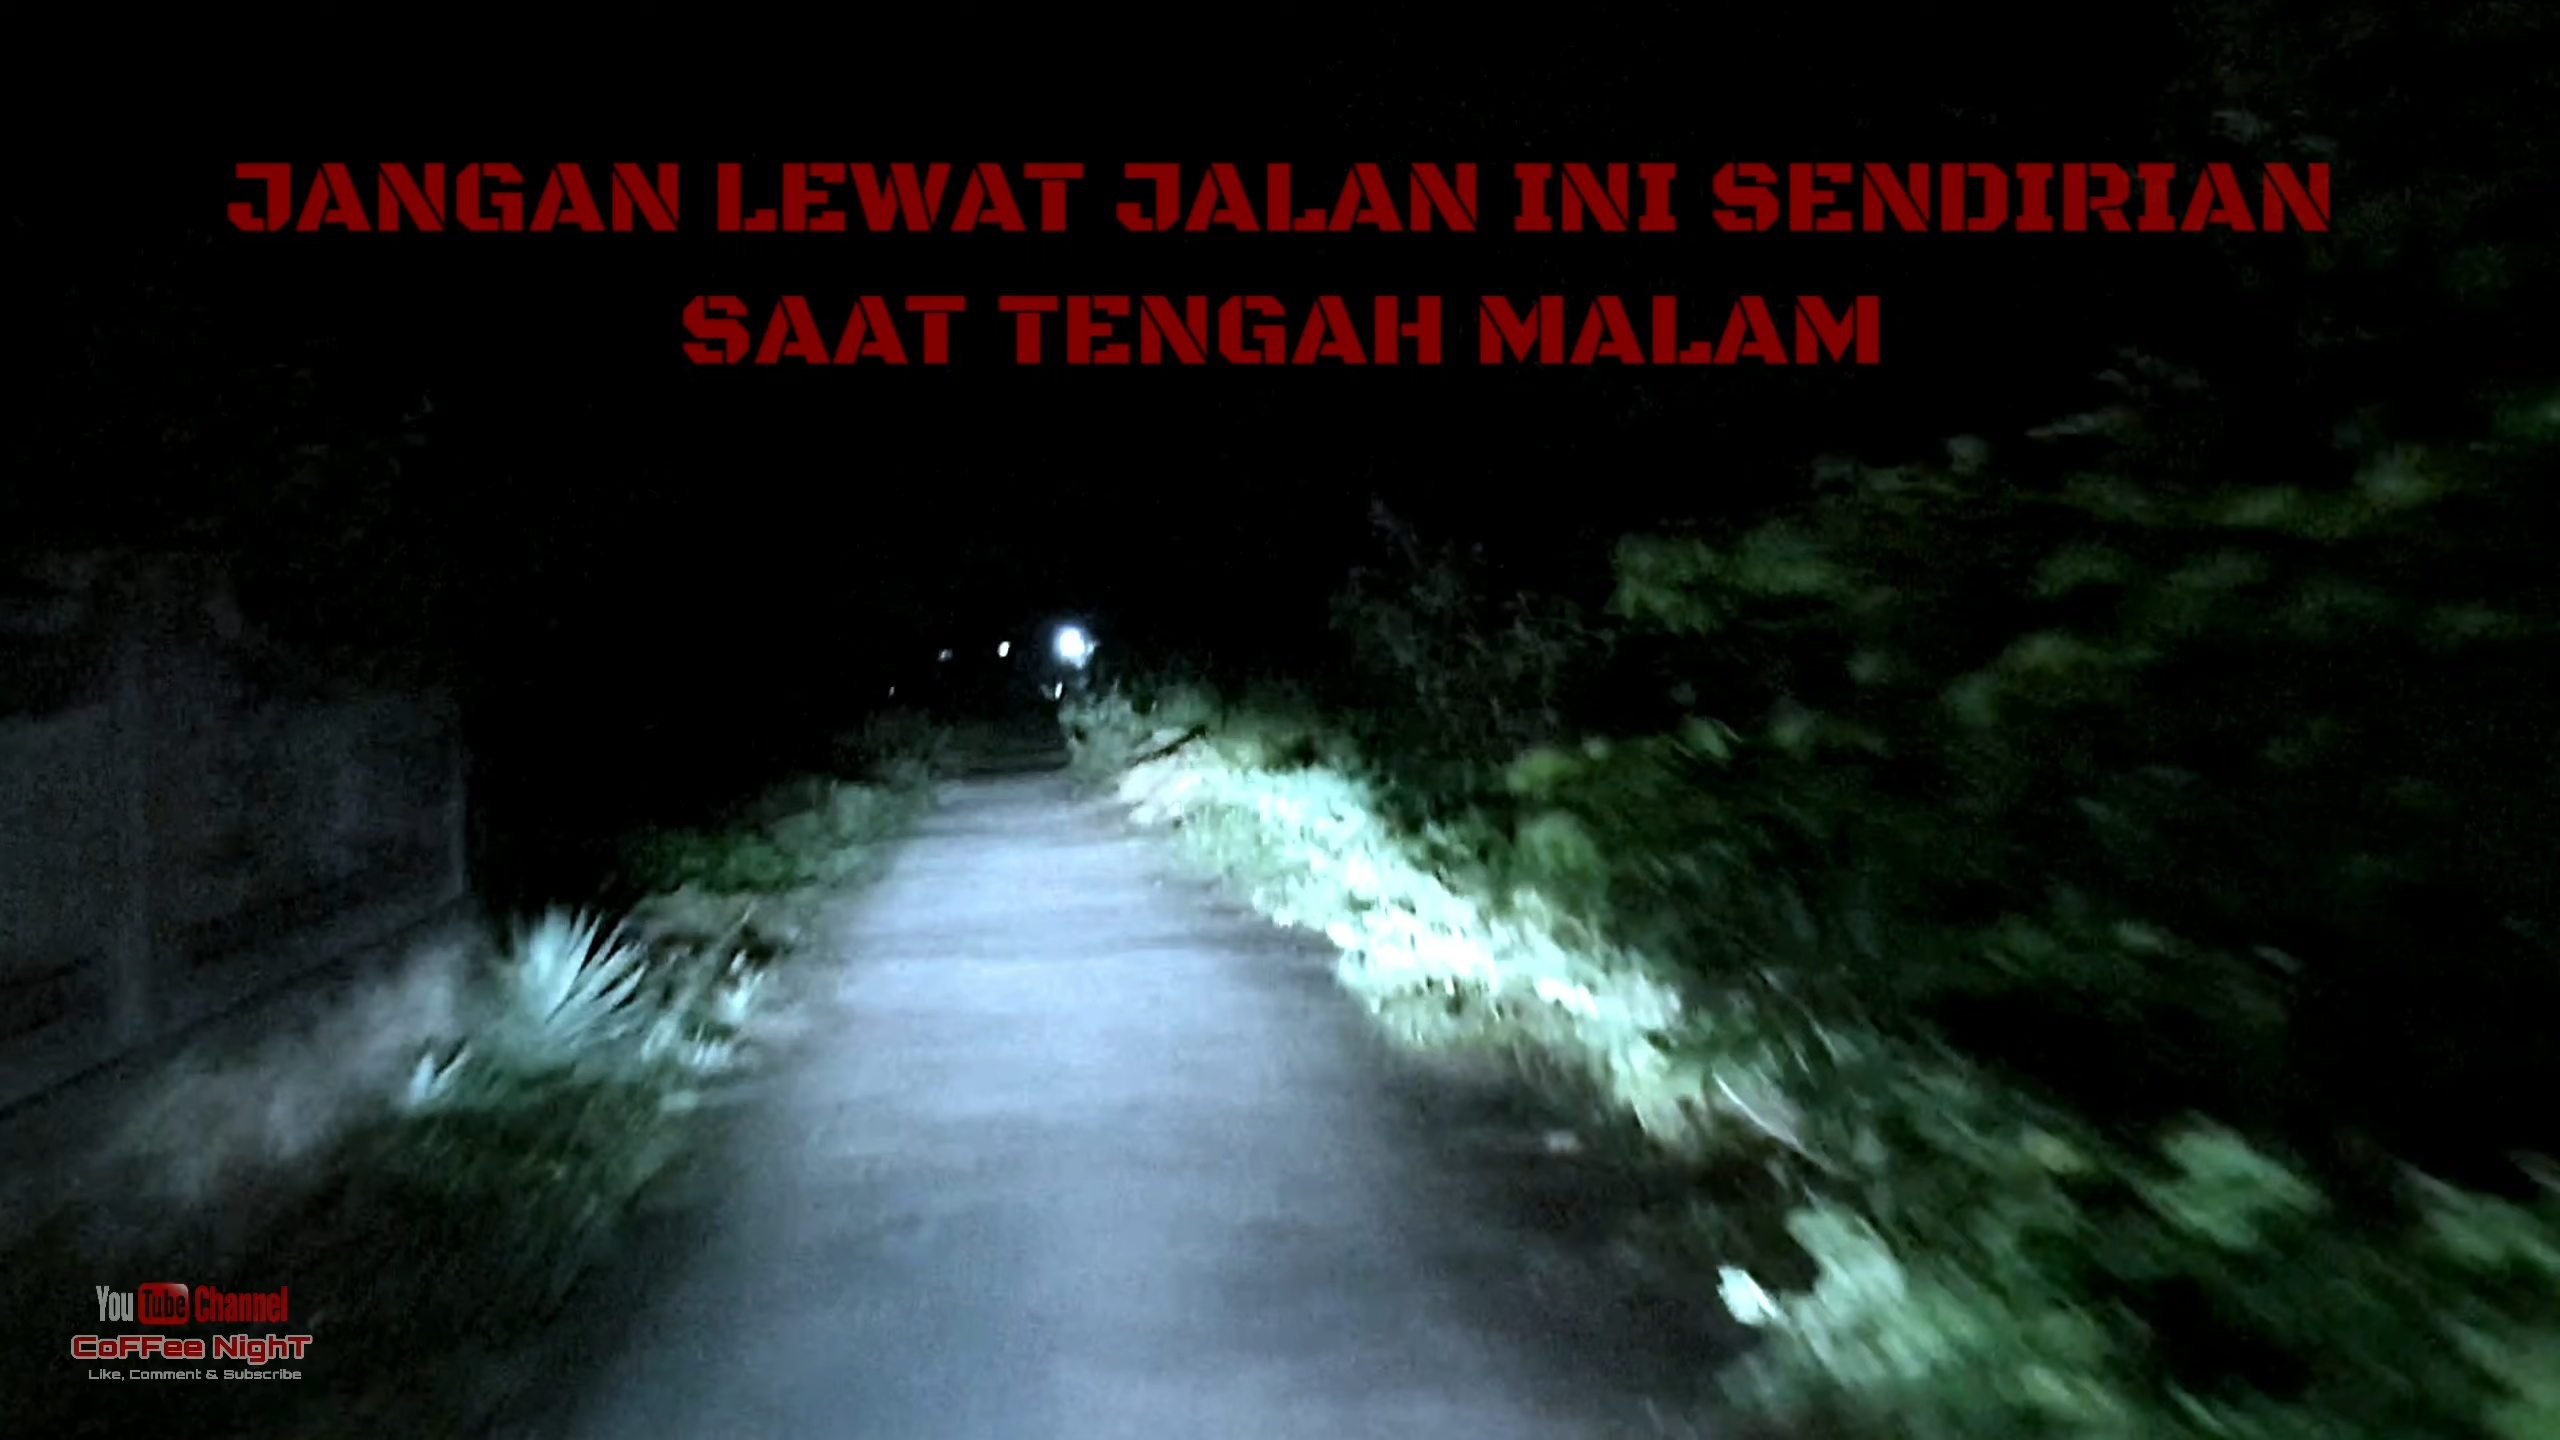 JANGAN LEWAT JALAN INI SENDIRIAN
SAAT TENGAH MALAM
YouTube Channel
CoFFee NighT
Like, Comment & Subscribe